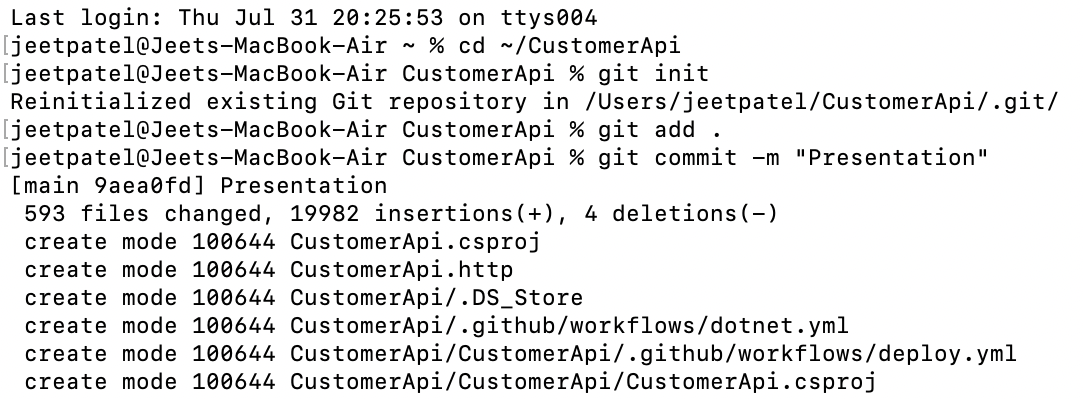 Last login: Thu Jul 31 20:25:53 on ttys004
[jeetpatel@Jeets-MacBook-Air ~ % cd ~/CustomerApi
[jeetpatel@Jeets-MacBook-Air CustomerApi % git init
Reinitialized existing Git repository in /Users/jeetpatel/CustomerApi/.git/
[jeetpatel@Jeets-MacBook-Air CustomerApi % git add .
[jeetpatel@Jeets-MacBook-Air CustomerApi % git commit -m "Presentation"
[main 9aea0fd] Presentation
593 files changed, 19982 insertions(+), 4 deletions(-)
create mode 100644 CustomerApi.csproj
create mode 100644 CustomerApi.http
create mode 100644 CustomerApi/.DS_Store
create mode 100644 CustomerApi/.github/workflows/dotnet.yml
create mode 100644 CustomerApi/CustomerApi/.github/workflows/deploy.yml
create mode 100644 CustomerApi/CustomerApi/CustomerApi.csproj